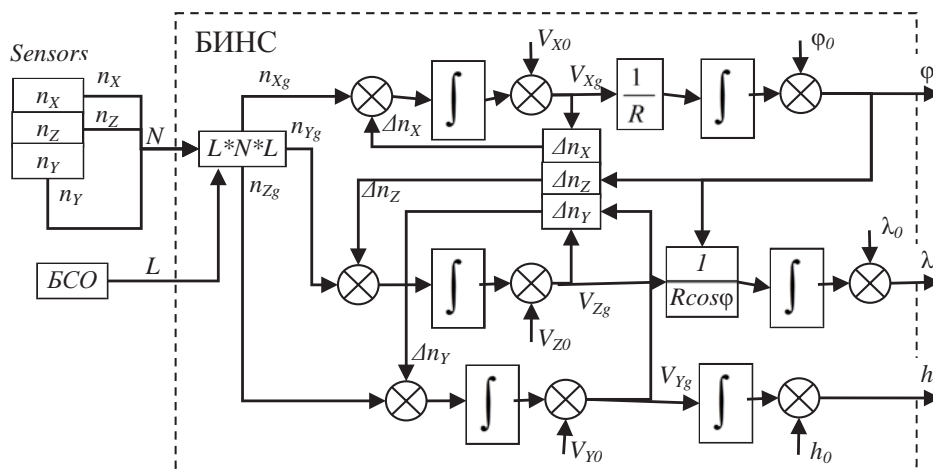 БИНС
Sensors
n_X
n_Z
n_Y
n_X
n_Z
n_Y
N
L*N*L
БСО
L
n_Xg
n_Yg
n_Zg
Δn_X
∫
V_X0
V_Xg
1
R
∫
φ_0
φ
Δn_X
Δn_Z
Δn_Y
Δn_Z
∫
V_Z0
V_Zg
1
Rcosφ
∫
λ_0
λ
Δn_Y
∫
V_Y0
V_Yg
∫
h_0
h